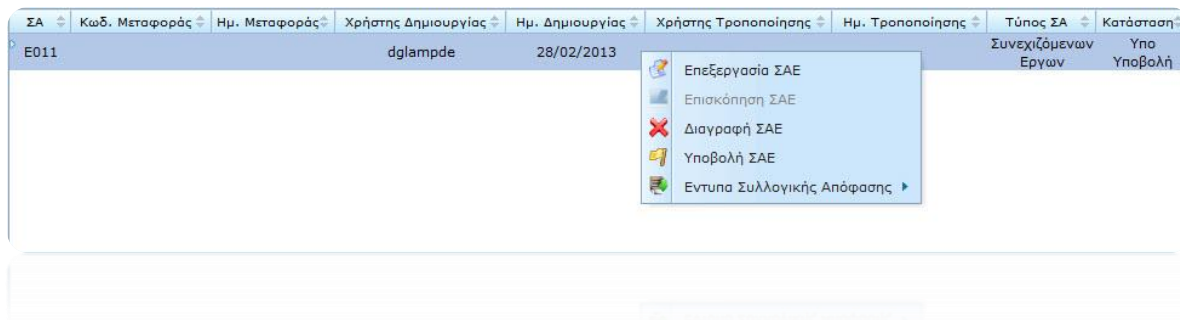 ΣΑ Κωδ. Μεταφοράς Ημ. Μεταφοράς Χρήστης Δημιουργίας Ημ. Δημιουργίας Χρήστης Τροποποίησης Ημ. Τροποποίησης Τύπος ΣΑ Κατάσταση
E011 dglampde 28/02/2013 Συνεχιζόμενων Εργων Υπο Υποβολή
Επεξεργασία ΣΑΕ
Επισκόπηση ΣΑΕ
Διαγραφή ΣΑΕ
Υποβολή ΣΑΕ
Εντυπα Συλλογικής Απόφασης